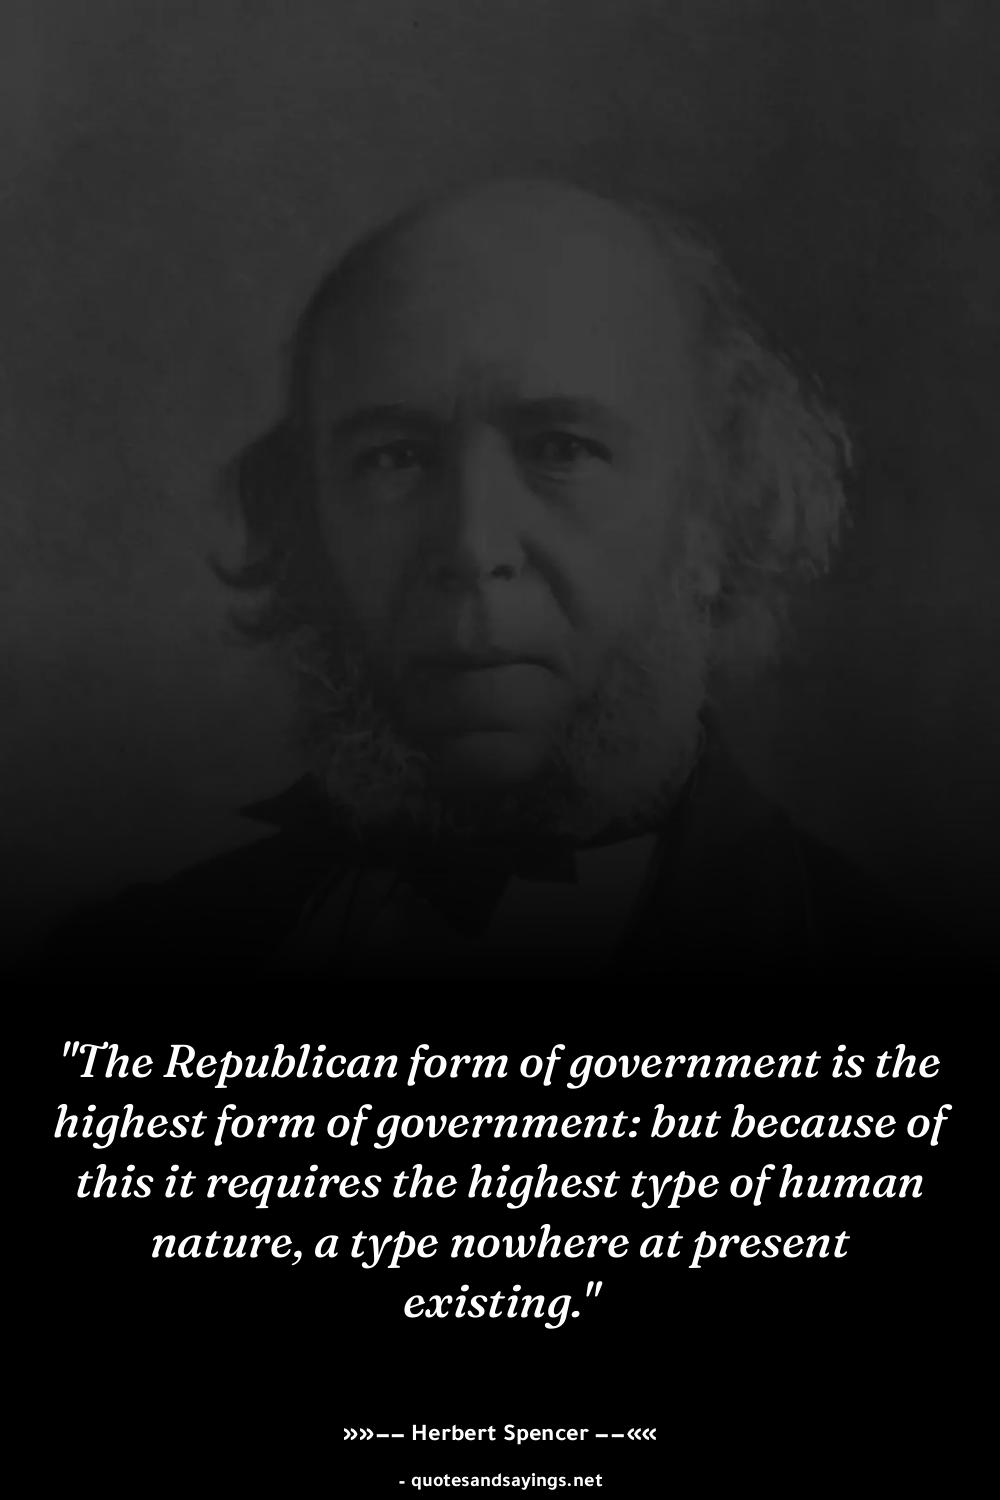 "The Republican form of government is the
highest form of government: but because of
this it requires the highest type of human
nature, a type nowhere at present
existing."
»»−− Herbert Spencer −−««
- quotesandsayings.net